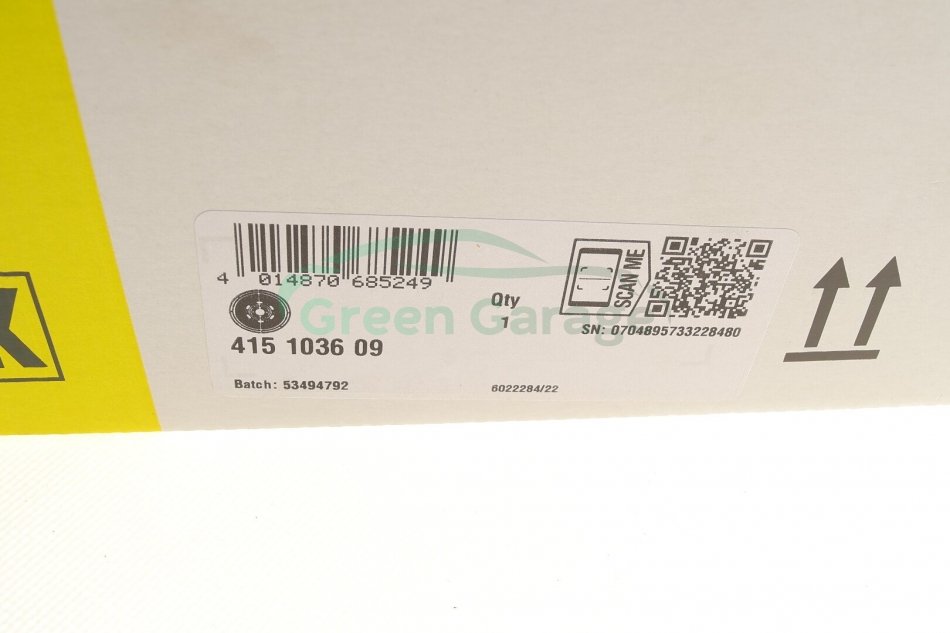 K
4 014870 685249
Qty
1
SCAN ME
SN: 0704895733228480
Green Garage
415 1036 09
Batch: 53494792
6022284/22